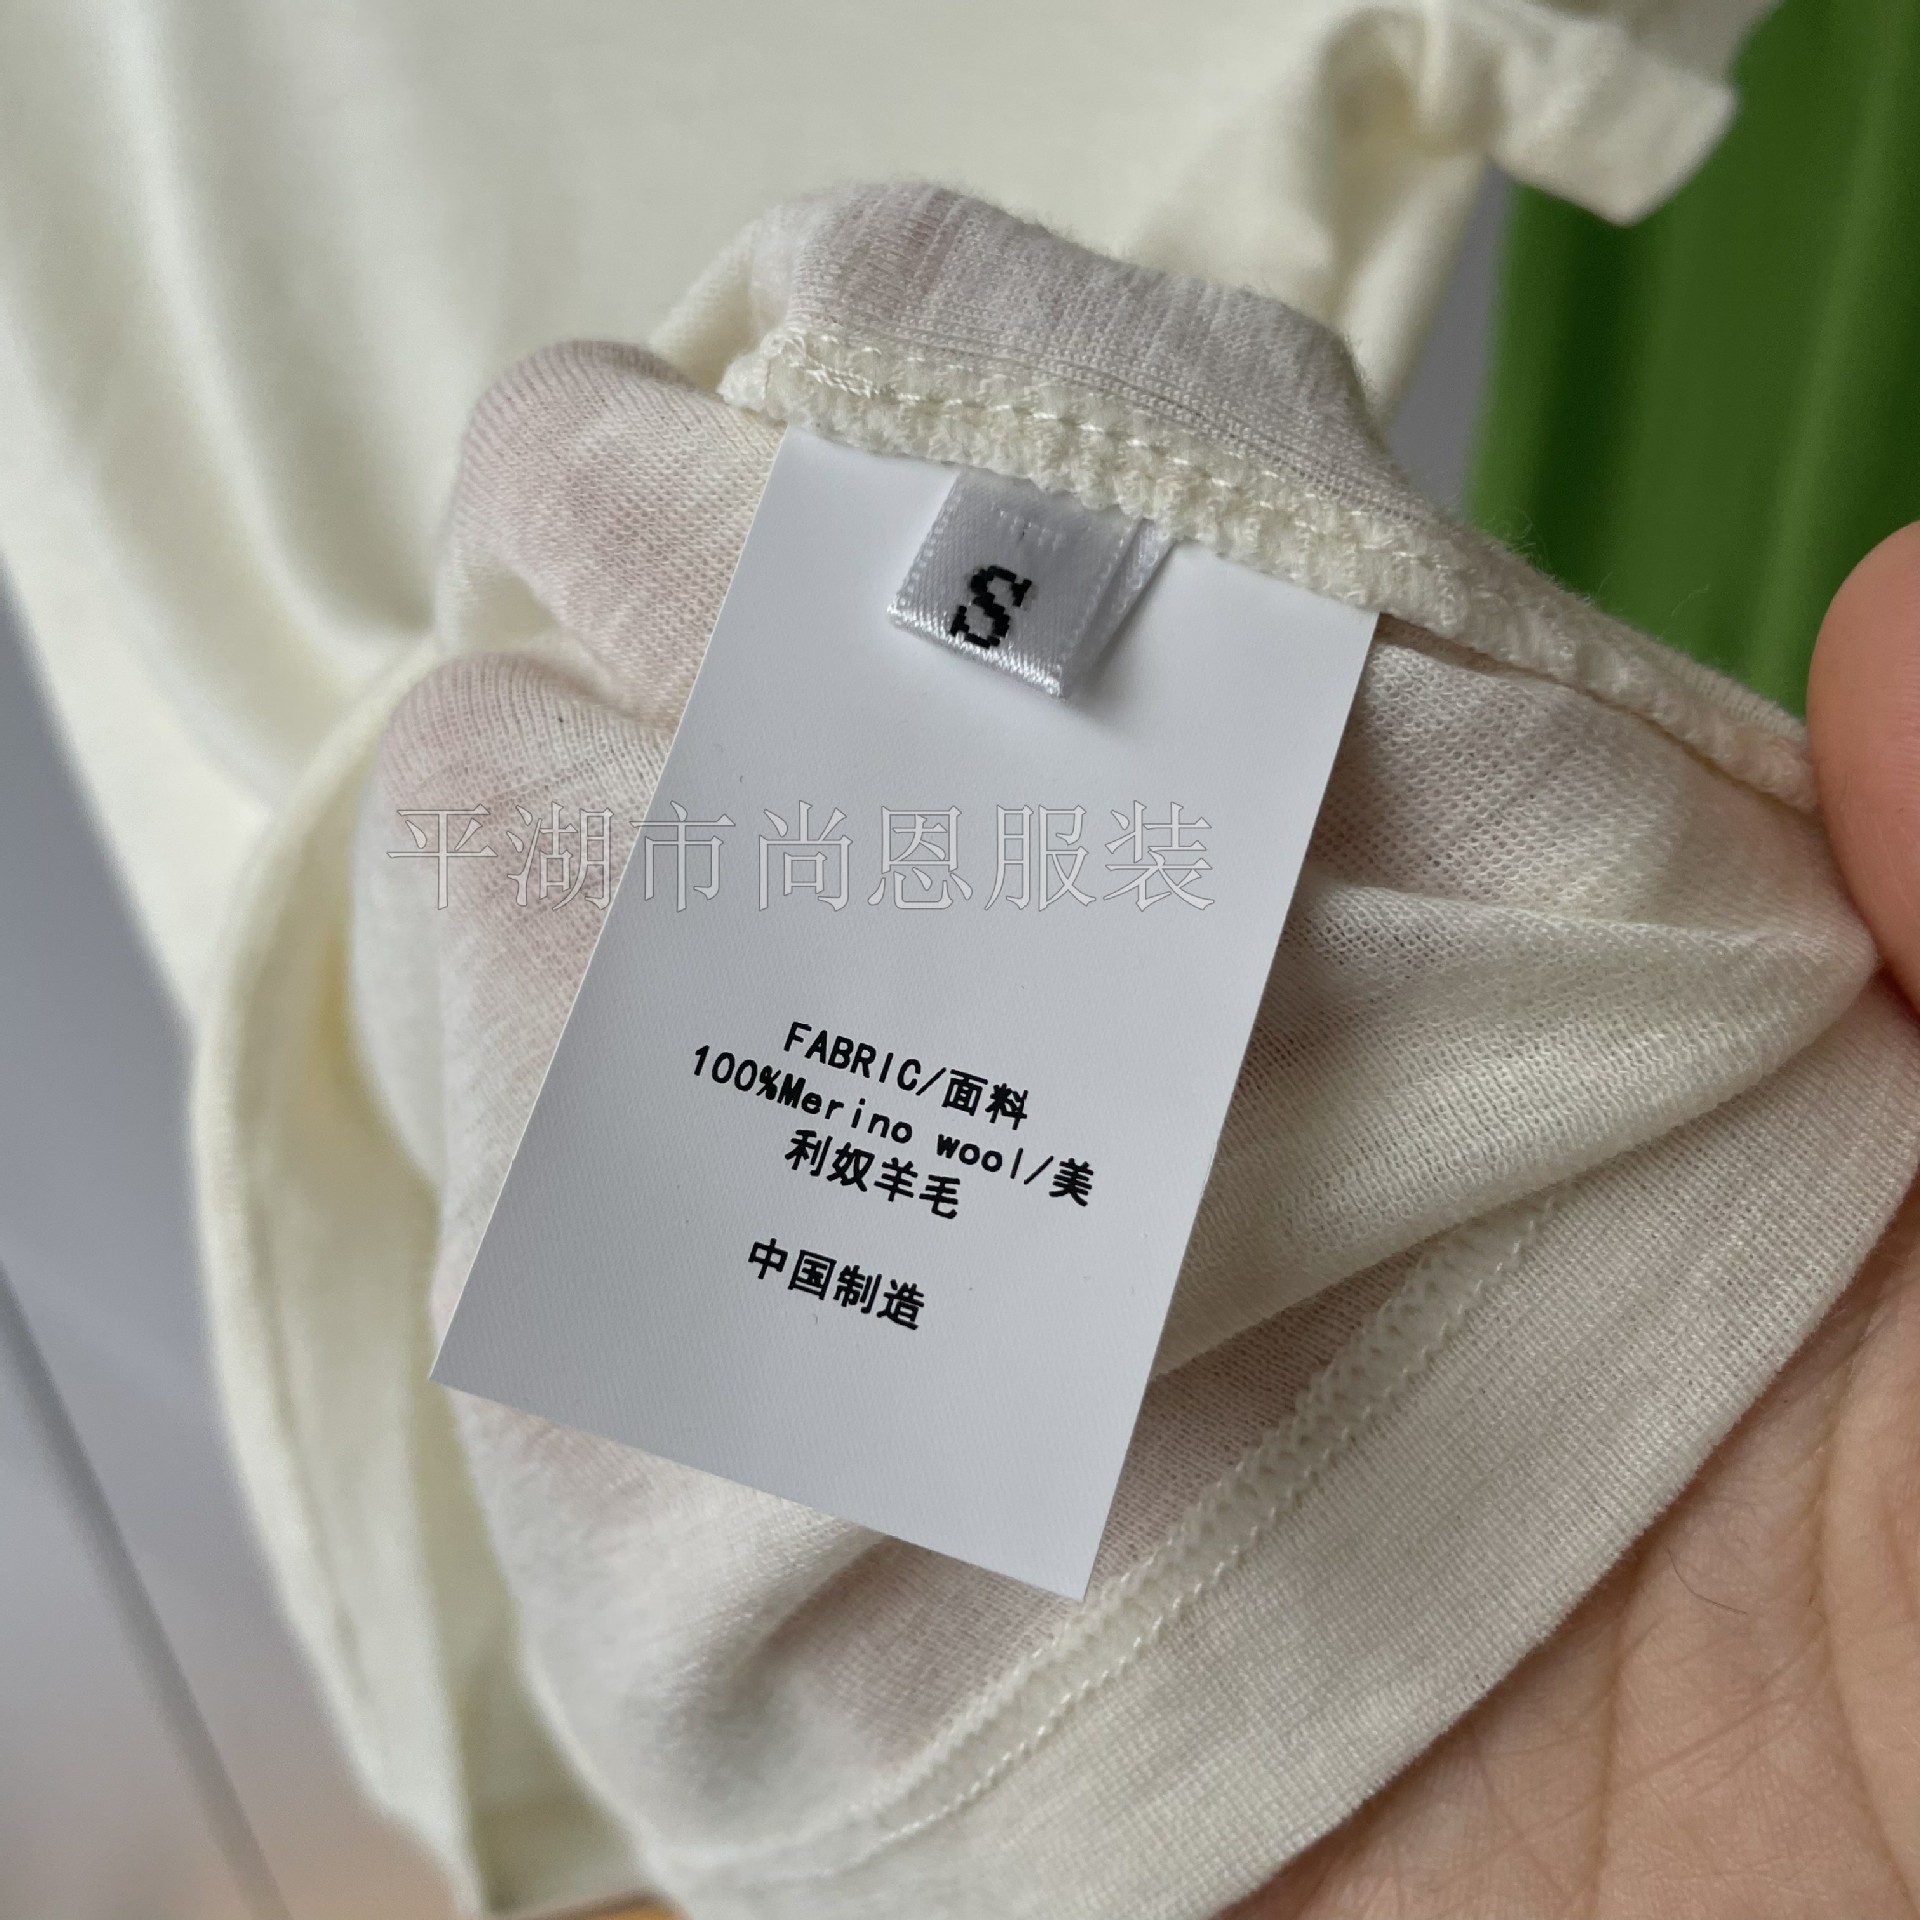 S
平湖市尚恩服装
FABRIC/面料
100%Merino wool/美
利奴羊毛
中国制造